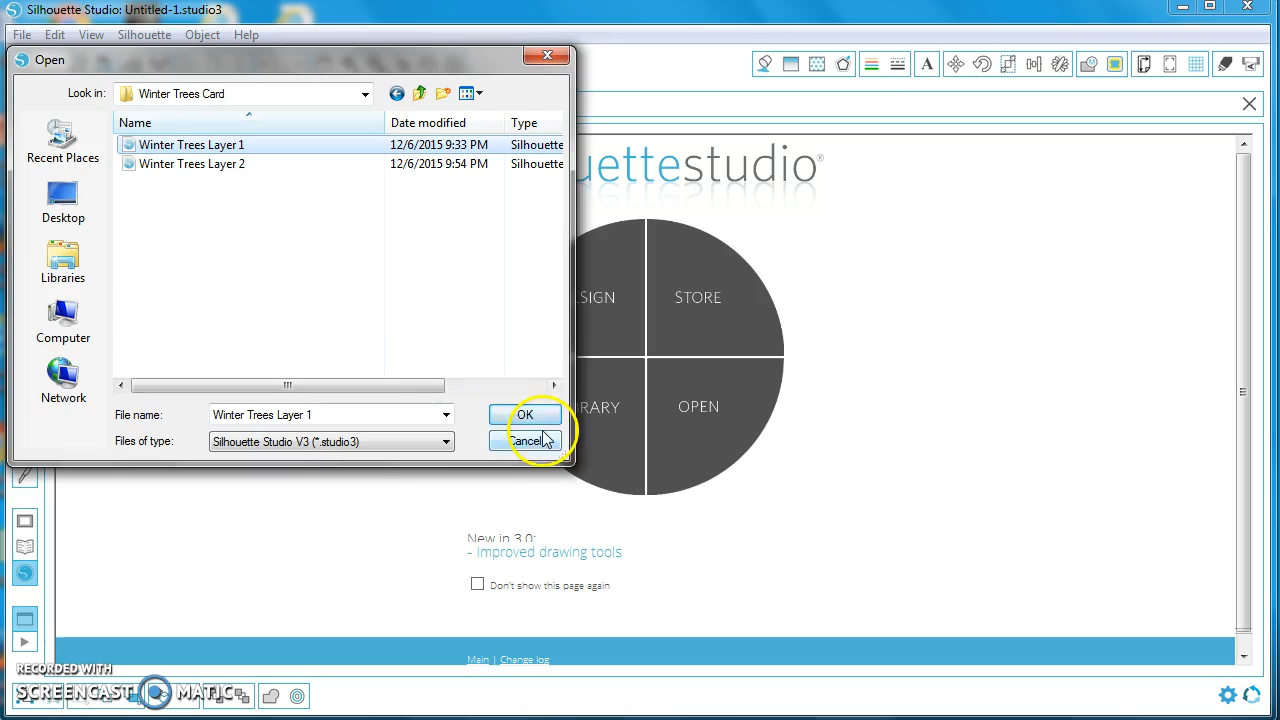 Silhouette Studio: Untitled-1.studio3
File Edit View Silhouette Object Help
Open
Look in: Winter Trees Card
Name Date modified Type
Winter Trees Layer 1 12/6/2015 9:33 PM Silhouette
Winter Trees Layer 2 12/6/2015 9:54 PM Silhouette
Recent Places
Desktop
Libraries
Computer
Network
File name: Winter Trees Layer 1 OK
Files of type: Silhouette Studio V3 (*.studio3) Cancel
uettestudio®
SIGN STORE
RARY OPEN
New in 3.0:
- Improved drawing tools
Don't show this page again
Main | Change log
RECORDED WITH
SCREENCAST MATIC